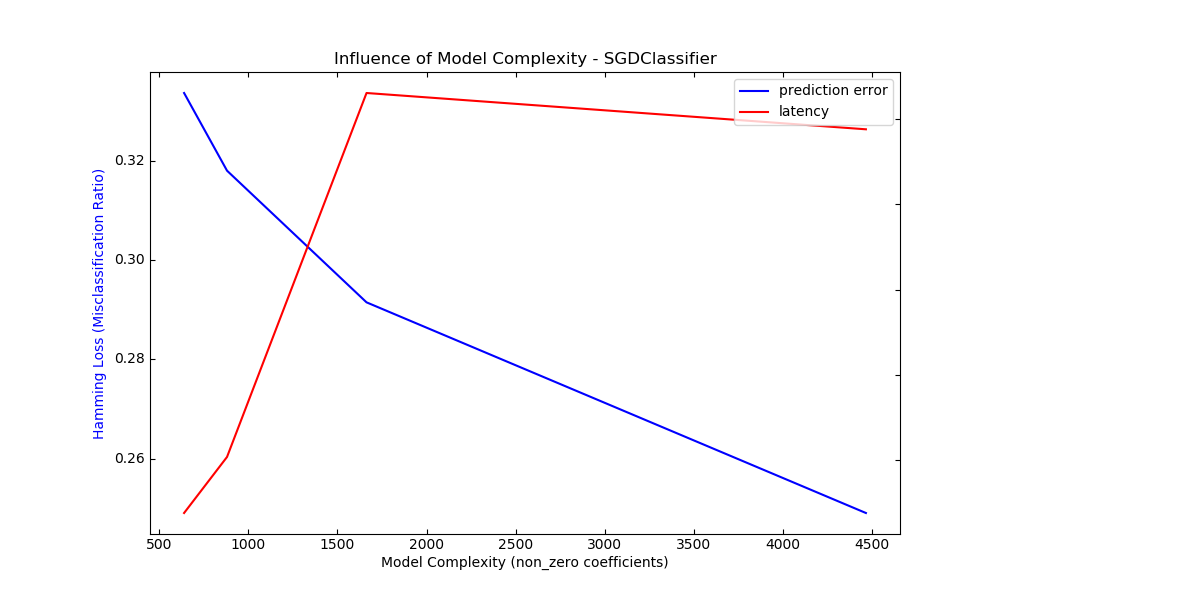 Influence of Model Complexity - SGDClassifier
prediction error
latency
Hamming Loss (Misclassification Ratio)
0.32
0.30
0.28
0.26
500 1000 1500 2000 2500 3000 3500 4000 4500
Model Complexity (non_zero coefficients)